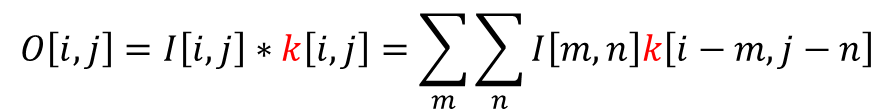 O[i,j] = I[i,j] * k[i,j] = ∑_m ∑_n I[m,n]k[i − m, j − n]